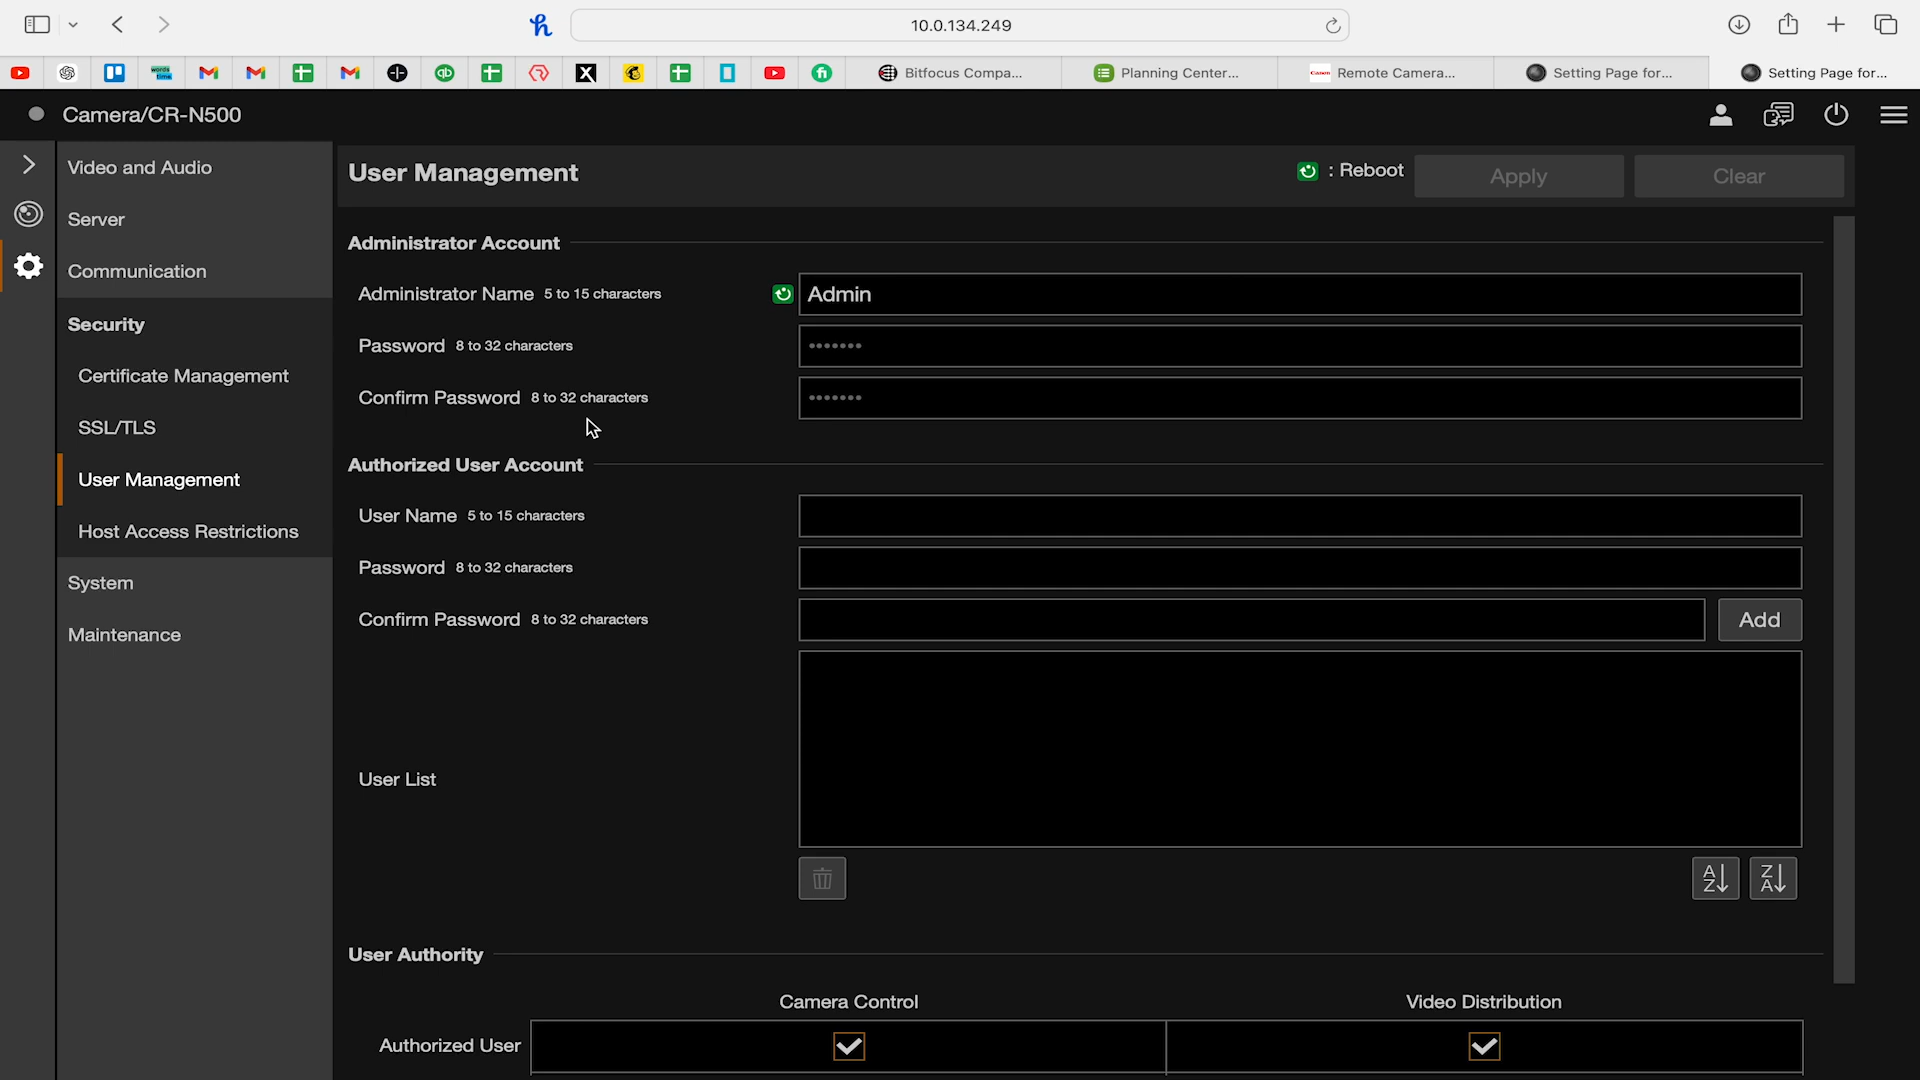 10.0.134.249
words time
Bitfocus Compa...
Planning Center...
Canon Remote Camera...
Setting Page for...
Setting Page for...
Camera/CR-N500
Video and Audio
Server
Communication
Security
Certificate Management
SSL/TLS
User Management
Host Access Restrictions
System
Maintenance
User Management
: Reboot
Apply
Clear
Administrator Account
Administrator Name 5 to 15 characters
Admin
Password 8 to 32 characters
•••••••
Confirm Password 8 to 32 characters
•••••••
Authorized User Account
User Name 5 to 15 characters
Password 8 to 32 characters
Confirm Password 8 to 32 characters
Add
User List
A Z
Z A
User Authority
Camera Control
Video Distribution
Authorized User